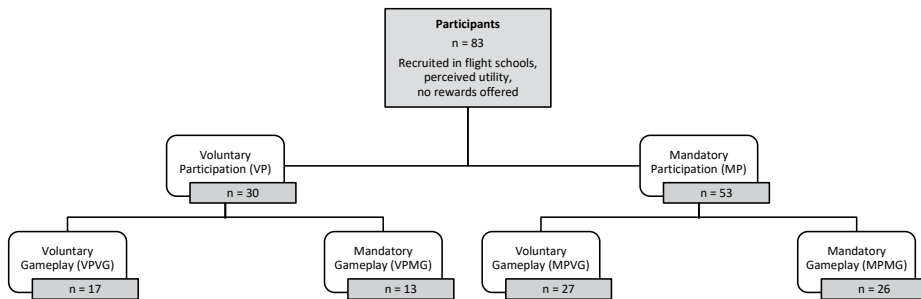 Participants
n = 83
Recruited in flight schools,
perceived utility,
no rewards offered
Voluntary
Participation (VP)
n = 30
Mandatory
Participation (MP)
n = 53
Voluntary
Gameplay (VPVG)
n = 17
Mandatory
Gameplay (VPMG)
n = 13
Voluntary
Gameplay (MPVG)
n = 27
Mandatory
Gameplay (MPMG)
n = 26